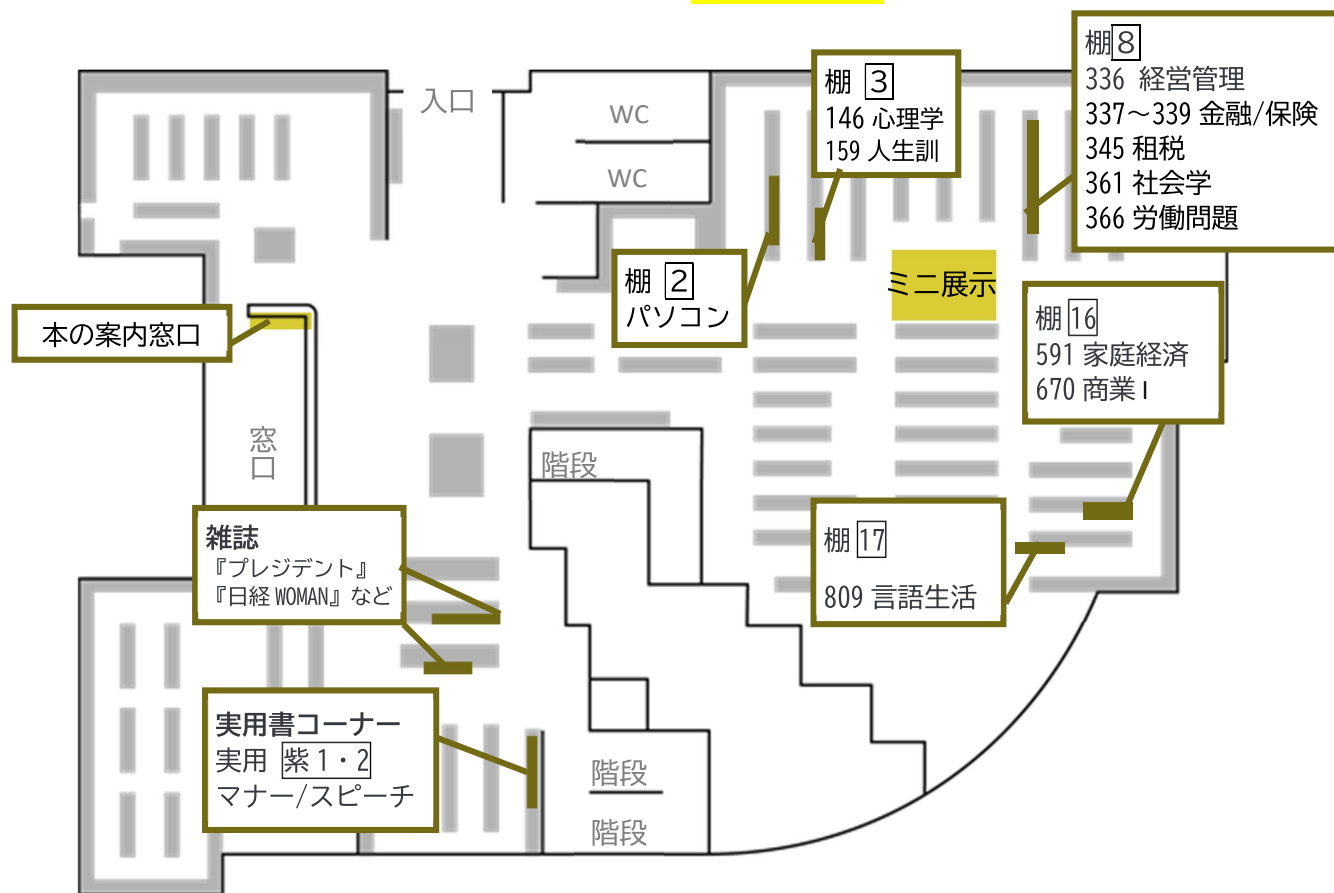 入口
WC
WC
棚 3
146 心理学
159 人生訓
棚8
336 経営管理
337～339 金融/保険
345 租税
361 社会学
366 労働問題
棚 2
パソコン
ミニ展示
棚16
591 家庭経済
670 商業Ⅰ
本の案内窓口
窓口
階段
雑誌
『プレジデント』
『日経 WOMAN』など
棚17
809 言語生活
実用書コーナー
実用 紫1・2
マナー/スピーチ
階段
階段